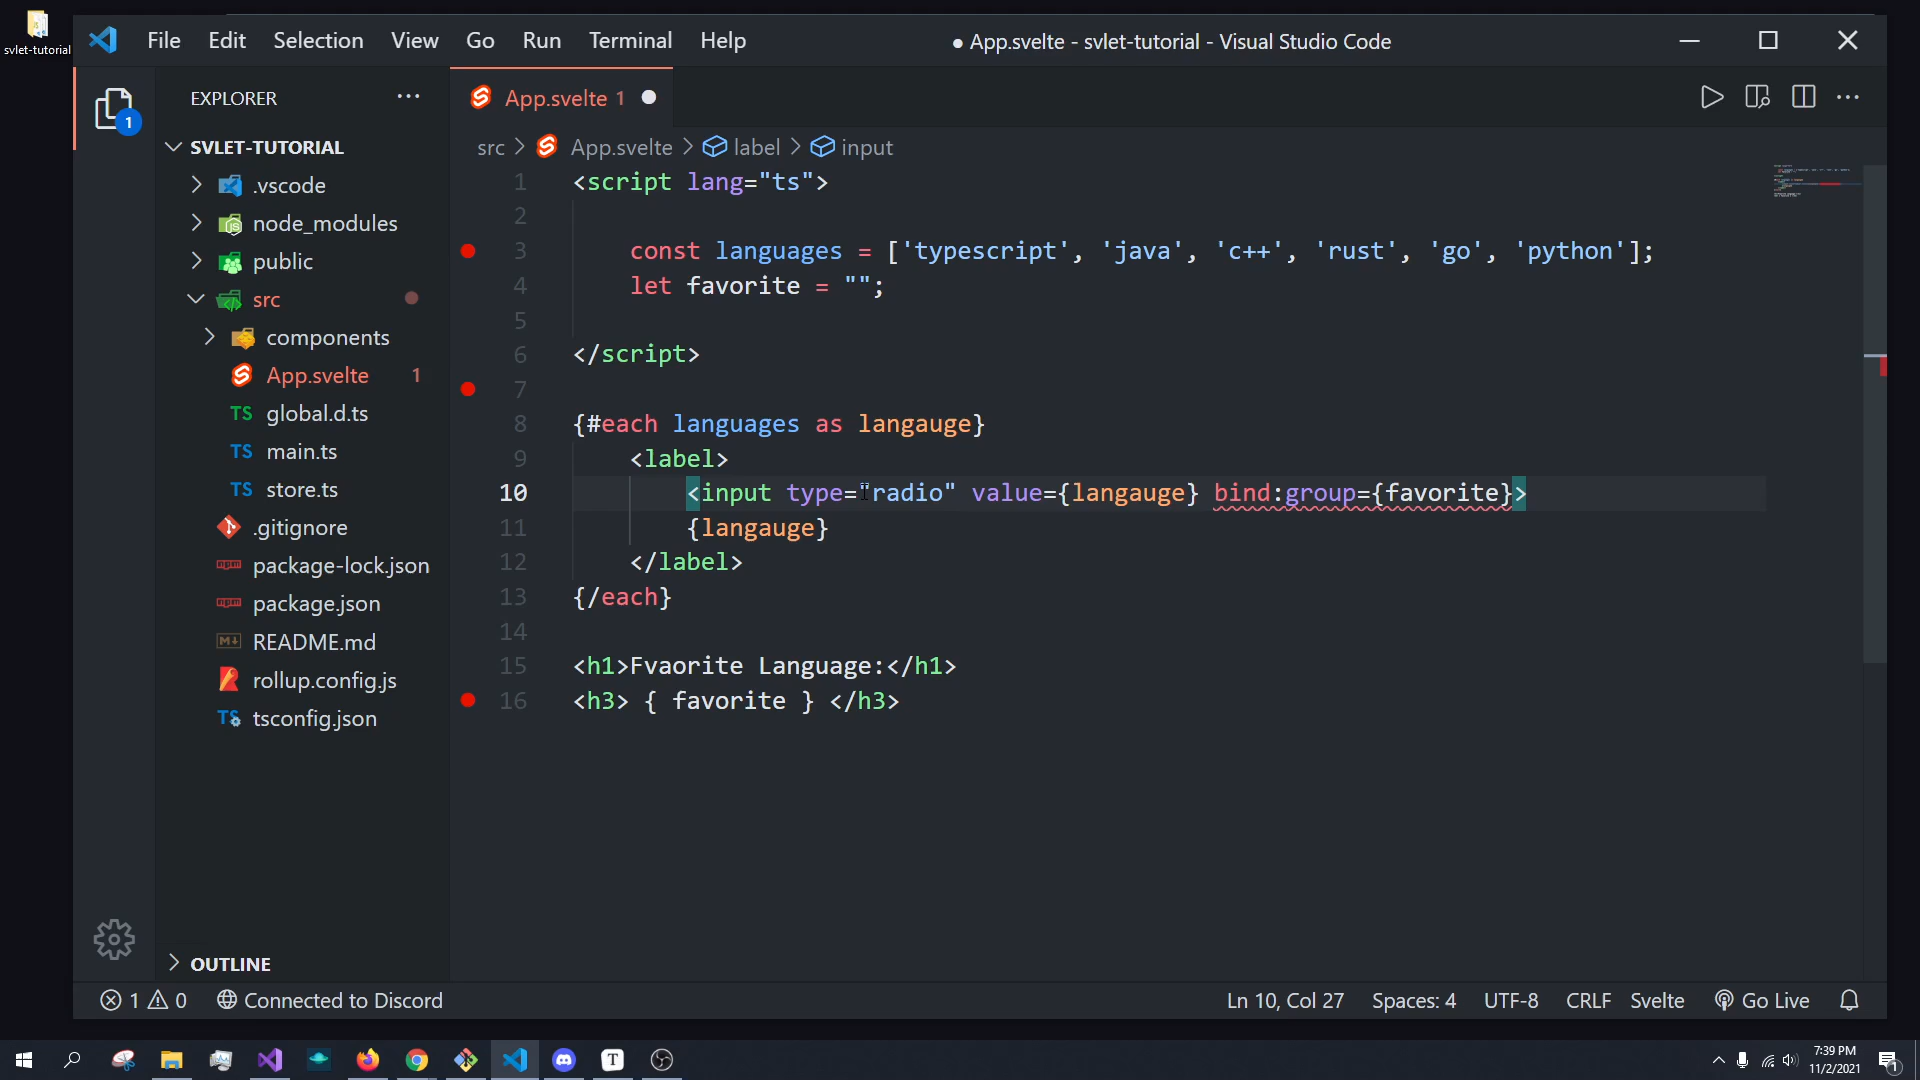 svlet-tutorial
File Edit Selection View Go Run Terminal Help
● App.svelte - svlet-tutorial - Visual Studio Code
EXPLORER
App.svelte 1
SVLET-TUTORIAL
src > App.svelte > label > input
.vscode
node_modules
public
src
components
App.svelte 1
global.d.ts
main.ts
store.ts
.gitignore
package-lock.json
package.json
README.md
rollup.config.js
tsconfig.json
OUTLINE
1 <script lang="ts">
2
3 const languages = ['typescript', 'java', 'c++', 'rust', 'go', 'python'];
4 let favorite = "";
5
6 </script>
7
8 {#each languages as langauge}
9 <label>
10 <input type="radio" value={langauge} bind:group={favorite}>
11 {langauge}
12 </label>
13 {/each}
14
15 <h1>Fvaorite Language:</h1>
16 <h3> { favorite } </h3>
1 0 Connected to Discord
Ln 10, Col 27 Spaces: 4 UTF-8 CRLF Svelte Go Live
7:39 PM
11/2/2021